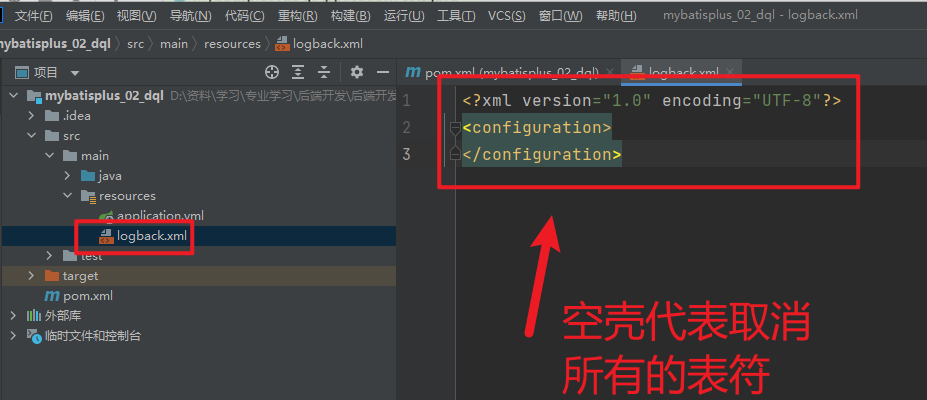 文件(F) 编辑(E) 视图(V) 导航(N) 代码(C) 重构(R) 构建(B) 运行(U) 工具(T) VCS(S) 窗口(W) 帮助(H) mybatisplus_02_dql - logback.xml
mybatisplus_02_dql src main resources logback.xml
项目
pom.xml (mybatisplus_02_dql) logback.xml
mybatisplus_02_dql D:\资料\学习\专业学习\后端开发\后端开发
.idea
src
main
java
resources
application.yml
logback.xml
test
target
pom.xml
外部库
临时文件和控制台
1 <?xml version="1.0" encoding="UTF-8"?>
2 <configuration>
3 </configuration>
空壳代表取消
所有的表符